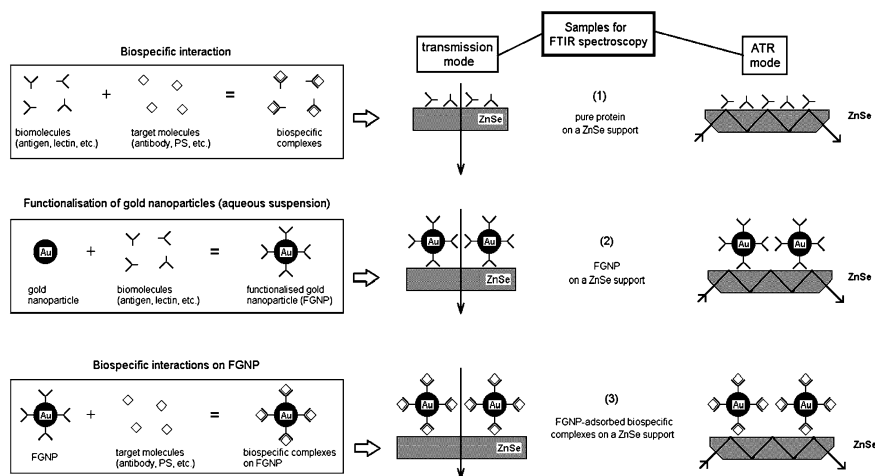 Samples for
FTIR spectroscopy
transmission
mode
ATR
mode
Biospecific interaction
+
=
biomolecules
(antigen, lectin, etc.)
target molecules
(antibody, PS, etc.)
biospecific
complexes
ZnSe
(1)
pure protein
on a ZnSe support
ZnSe
Functionalisation of gold nanoparticles (aqueous suspension)
Au
+
=
Au
gold
nanoparticle
biomolecules
(antigen, lectin, etc.)
functionalised gold
nanoparticle (FGNP)
Au
Au
ZnSe
(2)
FGNP
on a ZnSe support
Au
Au
ZnSe
Biospecific interactions on FGNP
Au
+
=
Au
FGNP
target molecules
(antibody, PS, etc.)
biospecific complexes
on FGNP
Au
Au
ZnSe
(3)
FGNP-adsorbed biospecific
complexes on a ZnSe support
Au
Au
ZnSe